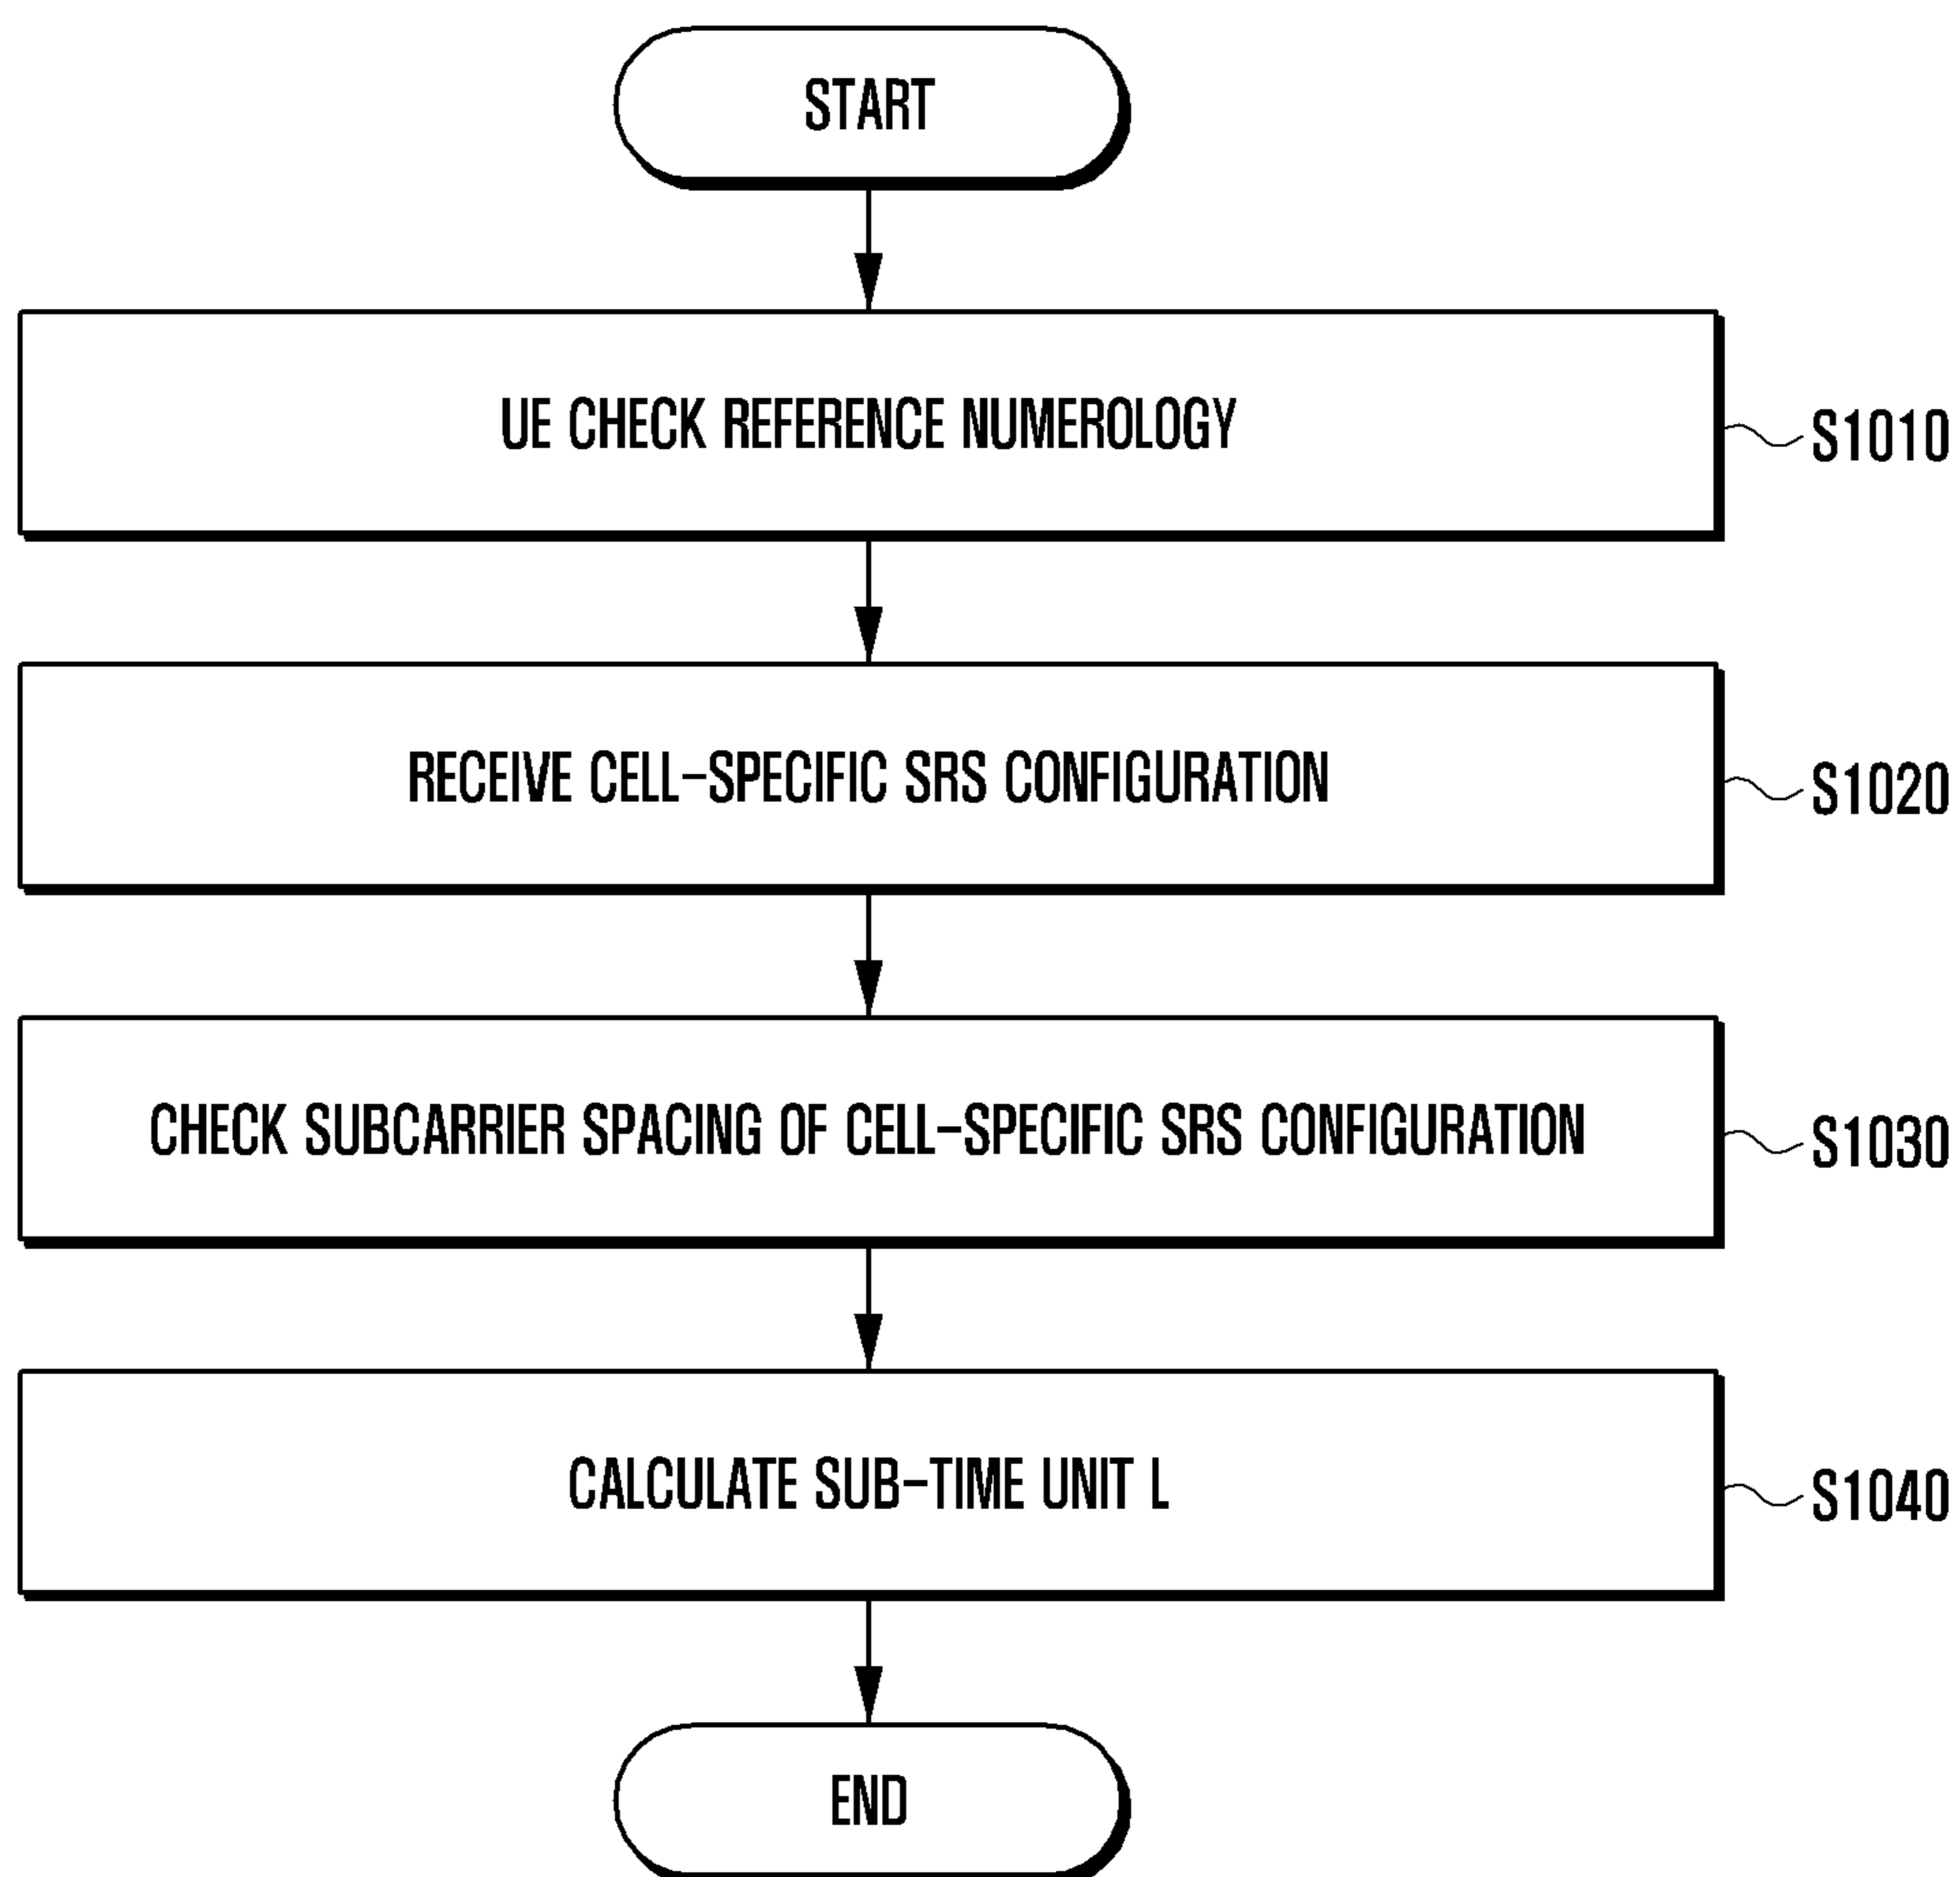 START
UE CHECK REFERENCE NUMEROLOGY
S1010
RECEIVE CELL-SPECIFIC SRS CONFIGURATION
S1020
CHECK SUBCARRIER SPACING OF CELL-SPECIFIC SRS CONFIGURATION
S1030
CALCULATE SUB-TIME UNIT L
S1040
END